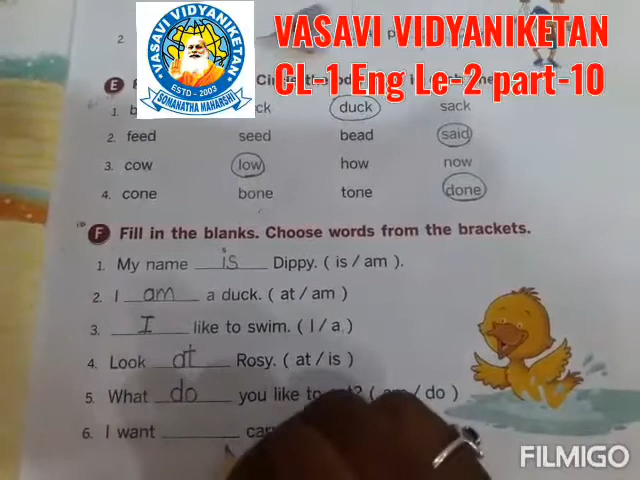 VASAVI VIDYANIKETAN
CL-1 Eng Le-2 part-10
VASAVI VIDYANIKETAN
ESTD - 2003
SOMANATHA MAHARSHI
2.
E
1. duck sack
2. feed seed bead said
3. cow low how now
4. cone bone tone done
F Fill in the blanks. Choose words from the brackets.
1. My name is Dippy. ( is / am ).
2. I am a duck. ( at / am )
3. I like to swim. ( I / a )
4. Look at Rosy. ( at / is )
5. What do you like to / do )
6. I want
FILMIGO